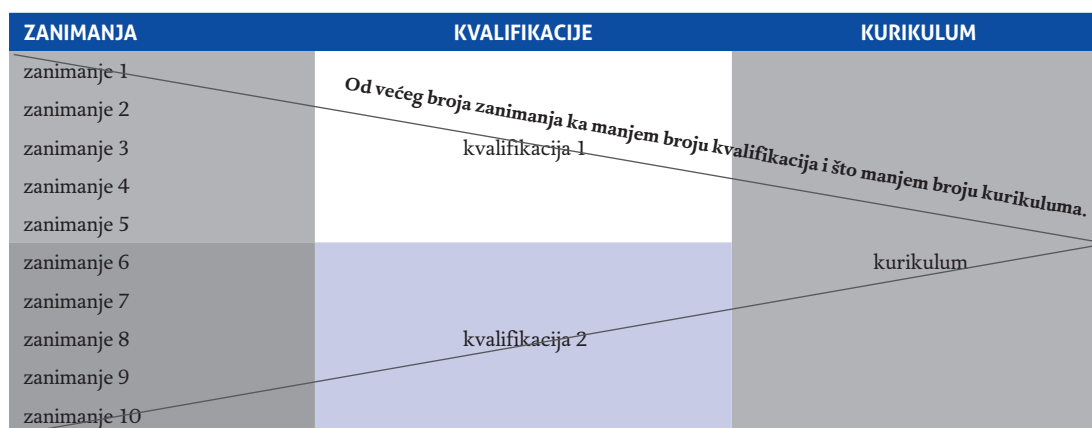 ZANIMANJA KVALIFIKACIJE KURIKULUM
zanimanje 1
Od većeg broja zanimanja ka manjem broju kvalifikacija i što manjem broju kurikuluma.
zanimanje 2
zanimanje 3 kvalifikacija 1
zanimanje 4
zanimanje 5
zanimanje 6 kurikulum
zanimanje 7
zanimanje 8 kvalifikacija 2
zanimanje 9
zanimanje 10